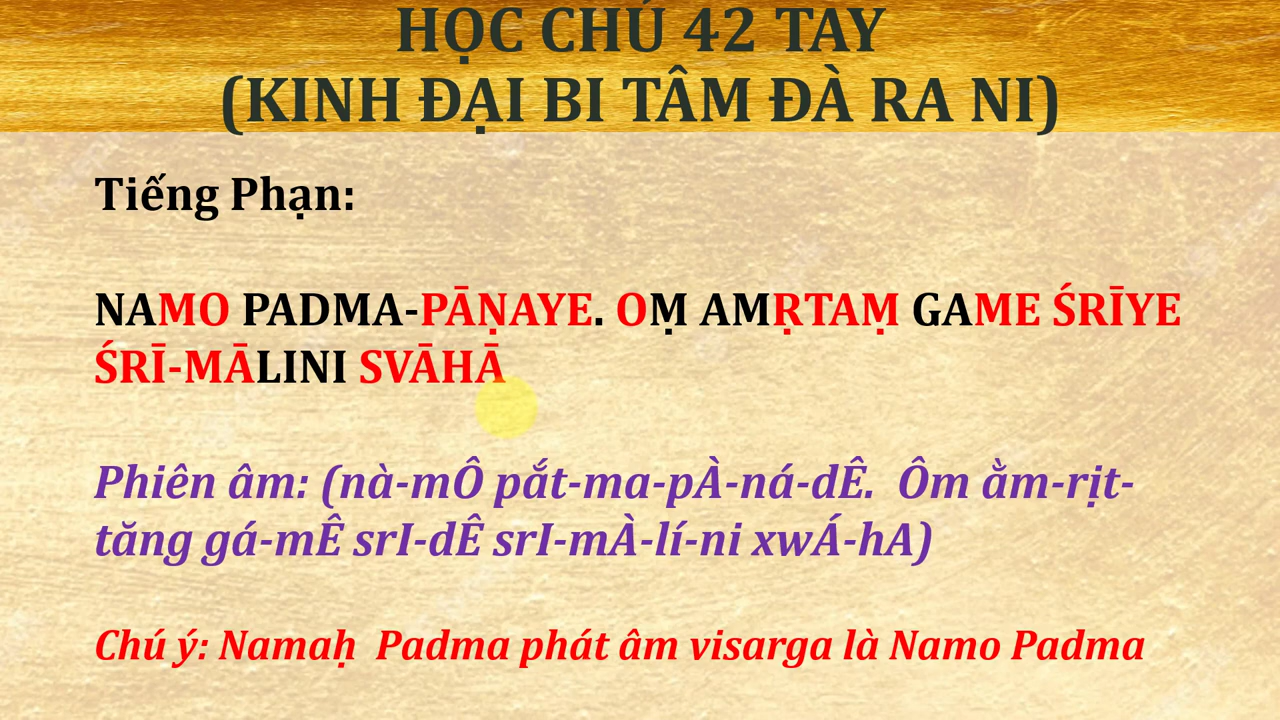 HỌC CHÚ 42 TAY
(KINH ĐẠI BI TÂM ĐÀ RA NI)
Tiếng Phạn:
NAMO PADMA-PĀṆAYE. OṂ AMṚTAṂ GAME ŚRĪYE
ŚRĪ-MĀLINI SVĀHĀ
Phiên âm: (nà-mÔ pắt-ma-pÀ-ná-dÊ. Ôm ằm-rịt-
tăng gá-mÊ srI-dÊ srI-mÀ-lí-ni xwÁ-hA)
Chú ý: Namaḥ Padma phát âm visarga là Namo Padma